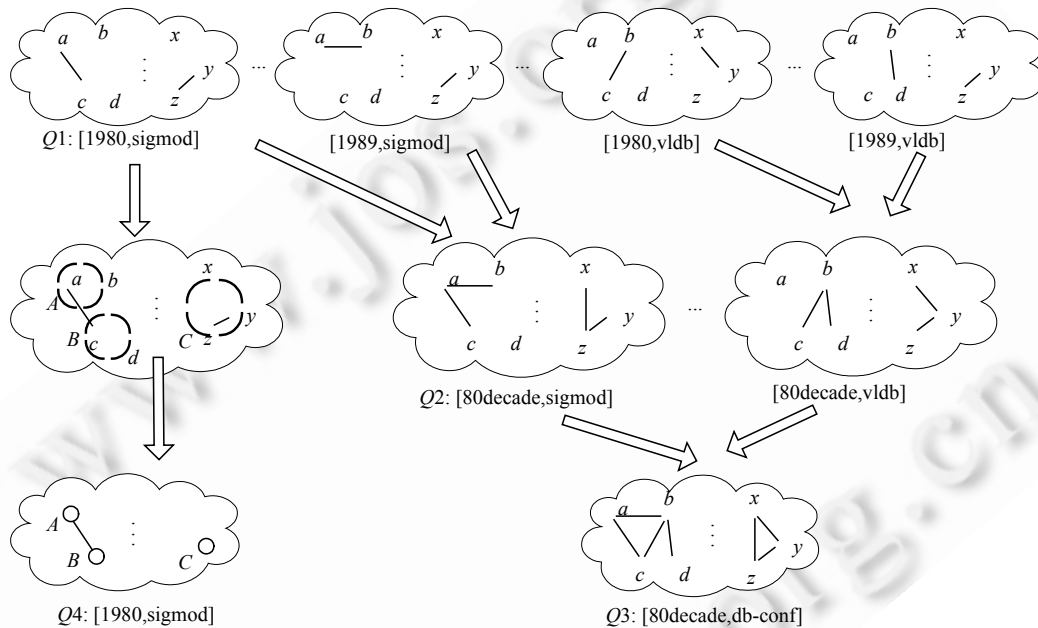 a b x y z c d
a b x y z c d
a b x y z c d
a b x y z c d
... ... ...
Q1: [1980,sigmod]
[1989,sigmod]
[1980,vldb]
[1989,vldb]
a b x A B c d C z y
a b x y z c d
...
a b x y z c d
Q2: [80decade,sigmod]
[80decade,vldb]
A B C
a b x y z c d
Q4: [1980,sigmod]
Q3: [80decade,db-conf]